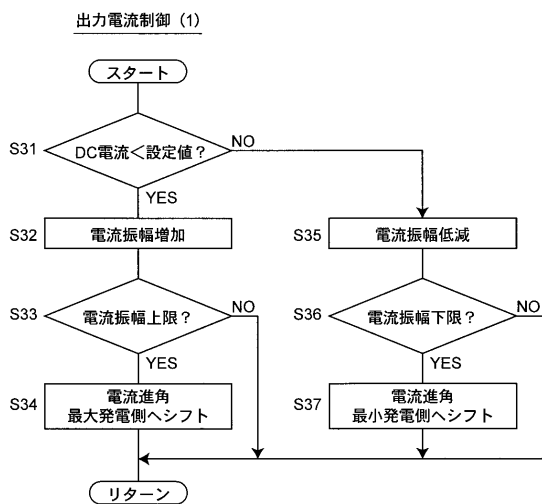 出力電流制御 (1)
スタート
S31
DC電流<設定値?
NO
YES
S32
電流振幅増加
S35
電流振幅低減
S33
電流振幅上限?
NO
YES
S36
電流振幅下限?
NO
YES
S34
電流進角
最大発電側へシフト
S37
電流進角
最小発電側へシフト
リターン